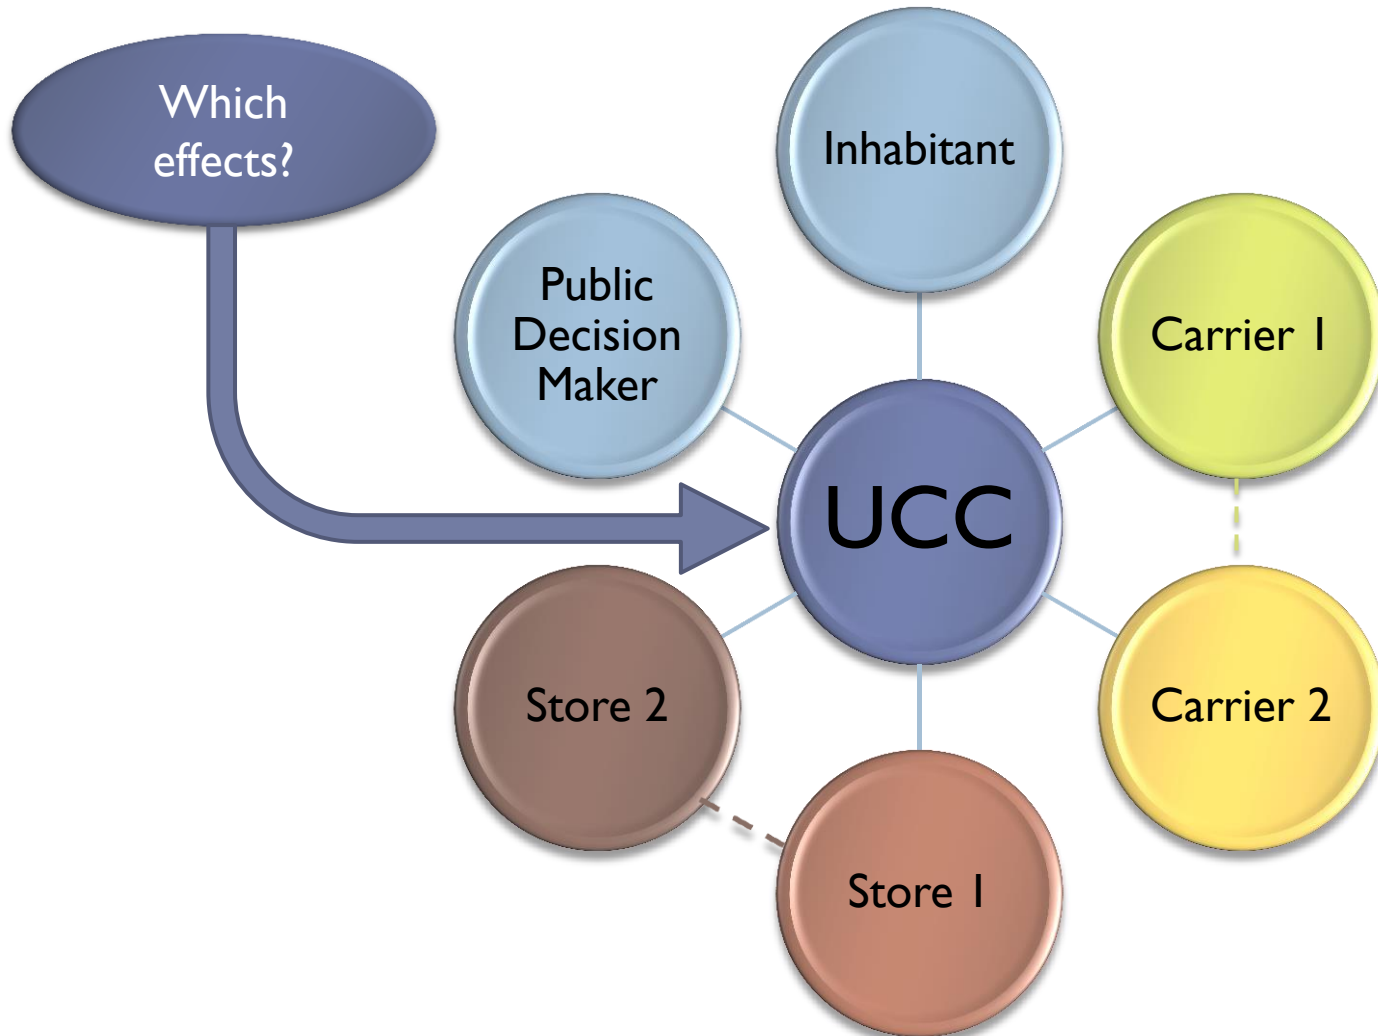 Which
effects?
Inhabitant
Public
Decision
Maker
Carrier 1
UCC
Store 2
Carrier 2
Store 1